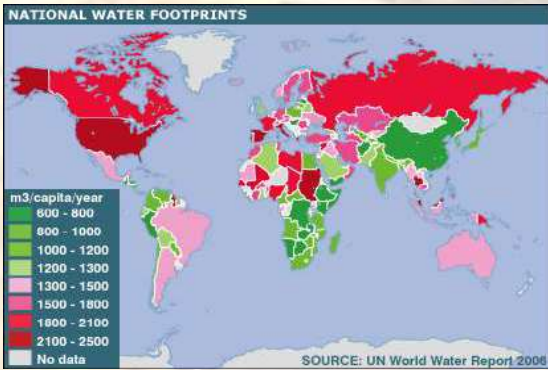 NATIONAL WATER FOOTPRINTS
m3/capita/year
600 - 800
800 - 1000
1000 - 1200
1200 - 1300
1300 - 1500
1500 - 1800
1800 - 2100
2100 - 2500
No data
SOURCE: UN World Water Report 2006